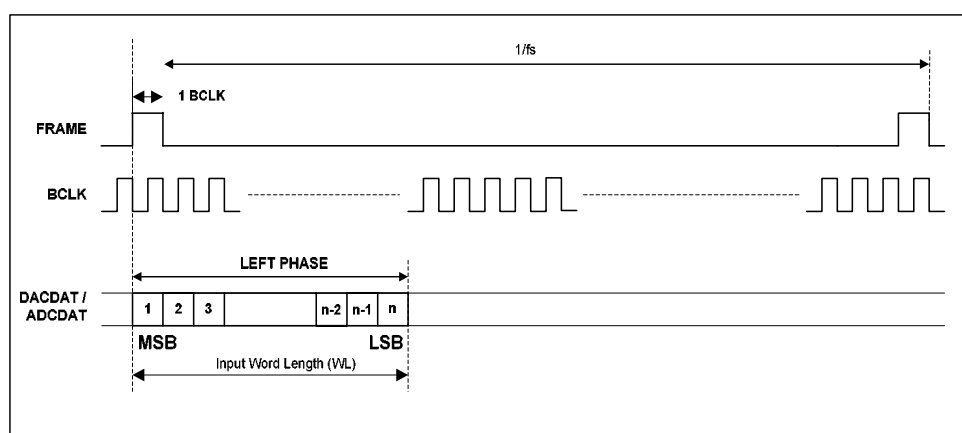 1/fs
1 BCLK
FRAME
BCLK
LEFT PHASE
DACDAT /
ADCDAT
1 2 3 n-2 n-1 n
MSB LSB
Input Word Length (WL)